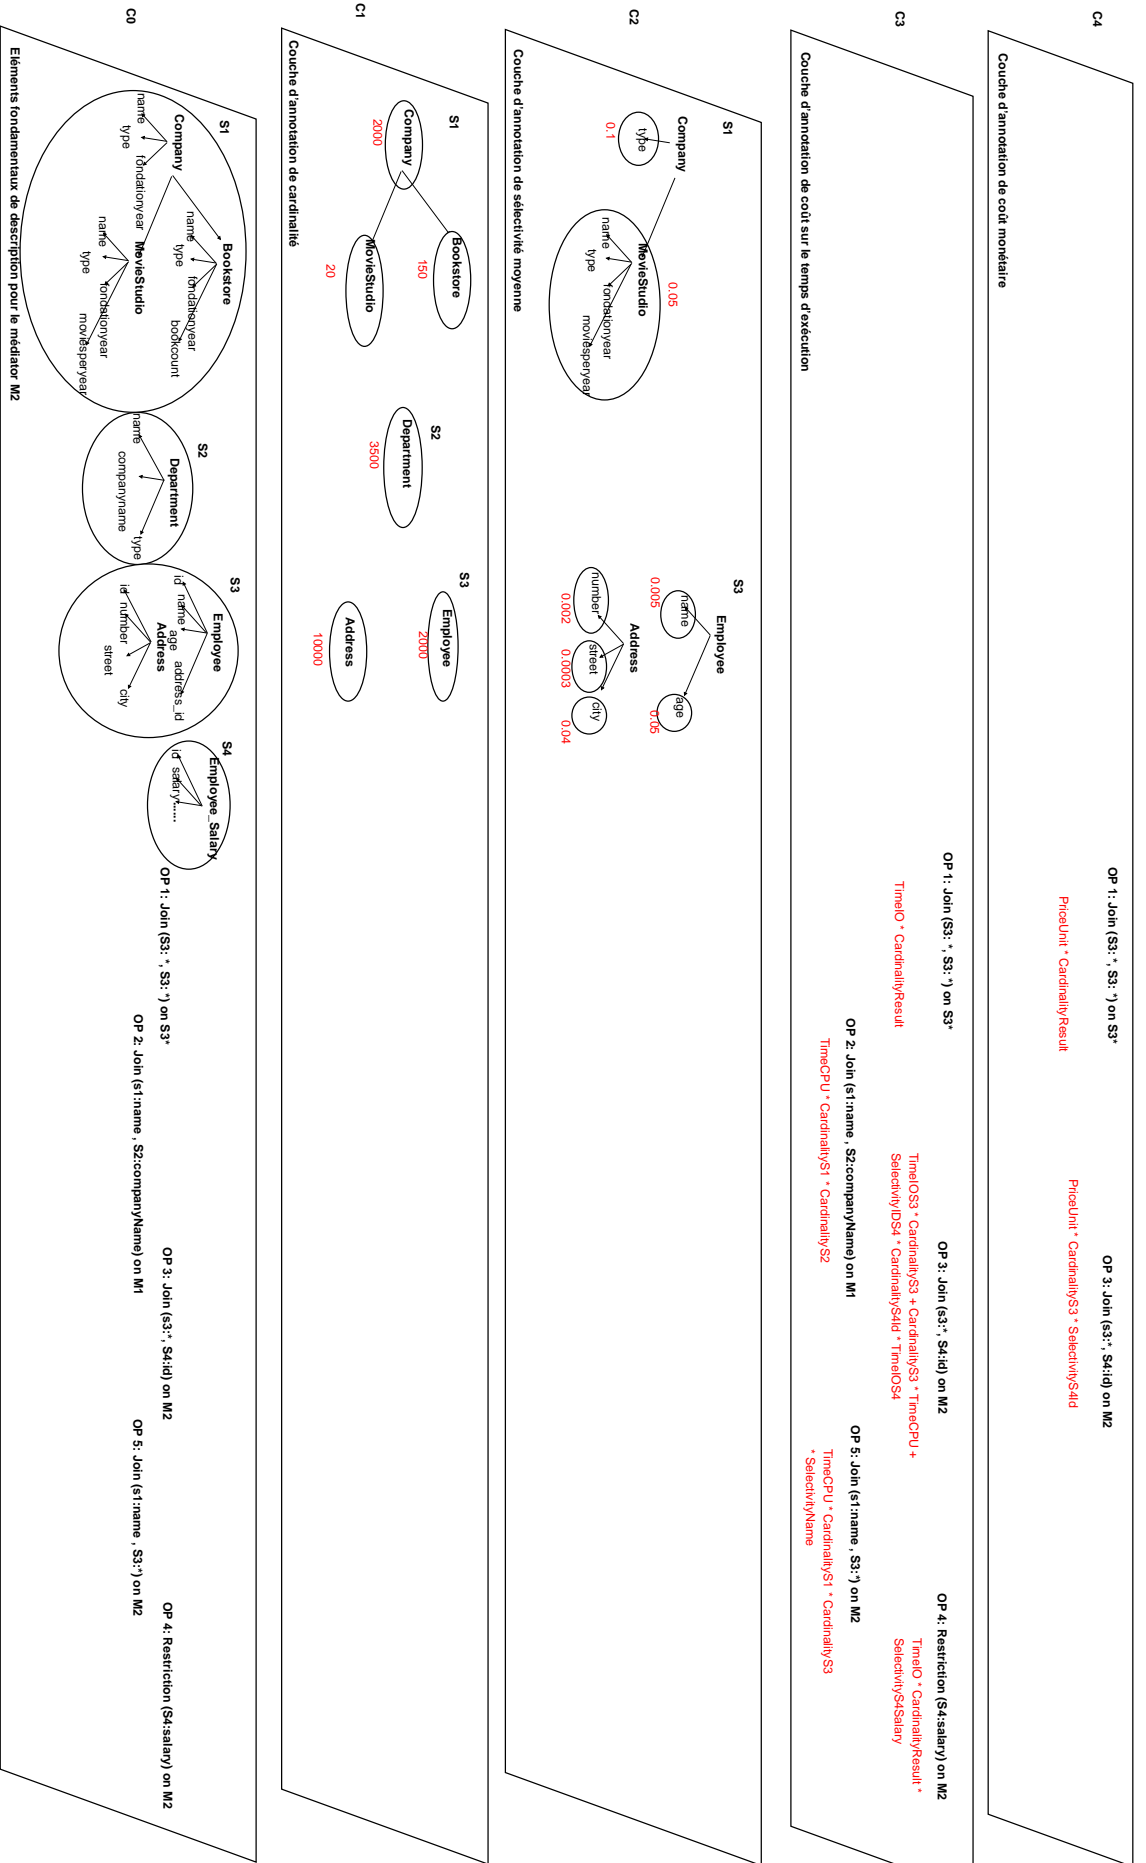 C4
Couche d'annotation de coût monétaire
OP 1: Join (S3: *, S3: *) on S3*
PriceUnit * CardinalityResult
OP 3: Join (s3:*, S4:id) on M2
PriceUnit * CardinalityS3 * SelectivityS4Id
C3
Couche d'annotation de coût sur le temps d'exécution
OP 1: Join (S3: *, S3: *) on S3*
TimeIO * CardinalityResult
OP 2: Join (s1:name , S2:companyName) on M1
TimeCPU * CardinalityS1 * CardinalityS2
OP 3: Join (s3:*, S4:id) on M2
TimeIOS3 * CardinalityS3 + CardinalityS3 * TimeCPU +
SelectivityIDS4 * CardinalityS4Id * TimeIOS4
OP 5: Join (s1:name , S3:*) on M2
TimeCPU * CardinalityS1 * CardinalityS3
* SelectivityName
OP 4: Restriction (S4:salary) on M2
TimeIO * CardinalityResult *
SelectivityS4Salary
C2
Couche d'annotation de sélectivité moyenne
S1
Company
type
0.1
0.05
MovieStudio
name
type
fondationyear
moviesperyear
S3
Employee
name
0.005
age
0.05
Address
number
0.002
street
0.0003
city
0.04
C1
Couche d'annotation de cardinalité
S1
Company
2000
Bookstore
150
MovieStudio
20
S2
Department
3500
S3
Employee
2000
Address
10000
C0
Eléments fondamentaux de description pour le médiator M2
S1
Company
name
type
fondationyear
Bookstore
name
type
fondationyear
bookcount
MovieStudio
name
type
fondationyear
moviesperyear
S2
Department
name
companyname
type
S3
Employee
id
name
age
address_id
Address
id
number
street
city
S4
Employee_Salary
id
salary
......
OP 1: Join (S3: *, S3: *) on S3*
OP 2: Join (s1:name , S2:companyName) on M1
OP 3: Join (s3:*, S4:id) on M2
OP 5: Join (s1:name , S3:*) on M2
OP 4: Restriction (S4:salary) on M2